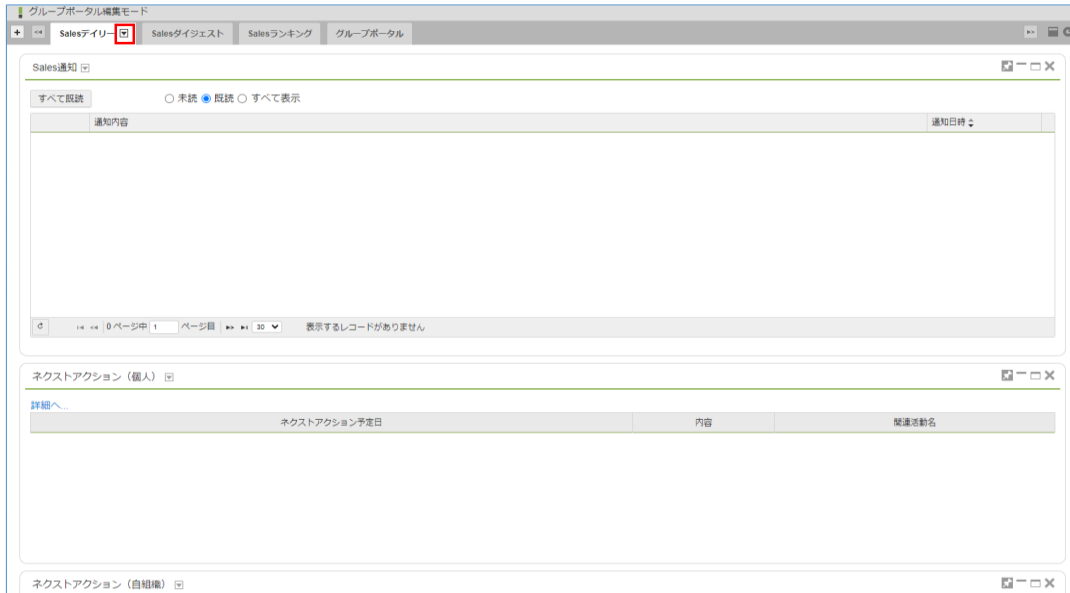 グループポータル編集モード
Salesデイリー Salesダイジェスト Salesランキング グループポータル
Sales通知
すべて既読 未読 既読 すべて表示
通知内容 通知日時
0 ページ中 1 ページ目 30 表示するレコードがありません
ネクストアクション（個人）
詳細へ...
ネクストアクション予定日 内容 関連活動名
ネクストアクション（自組織）